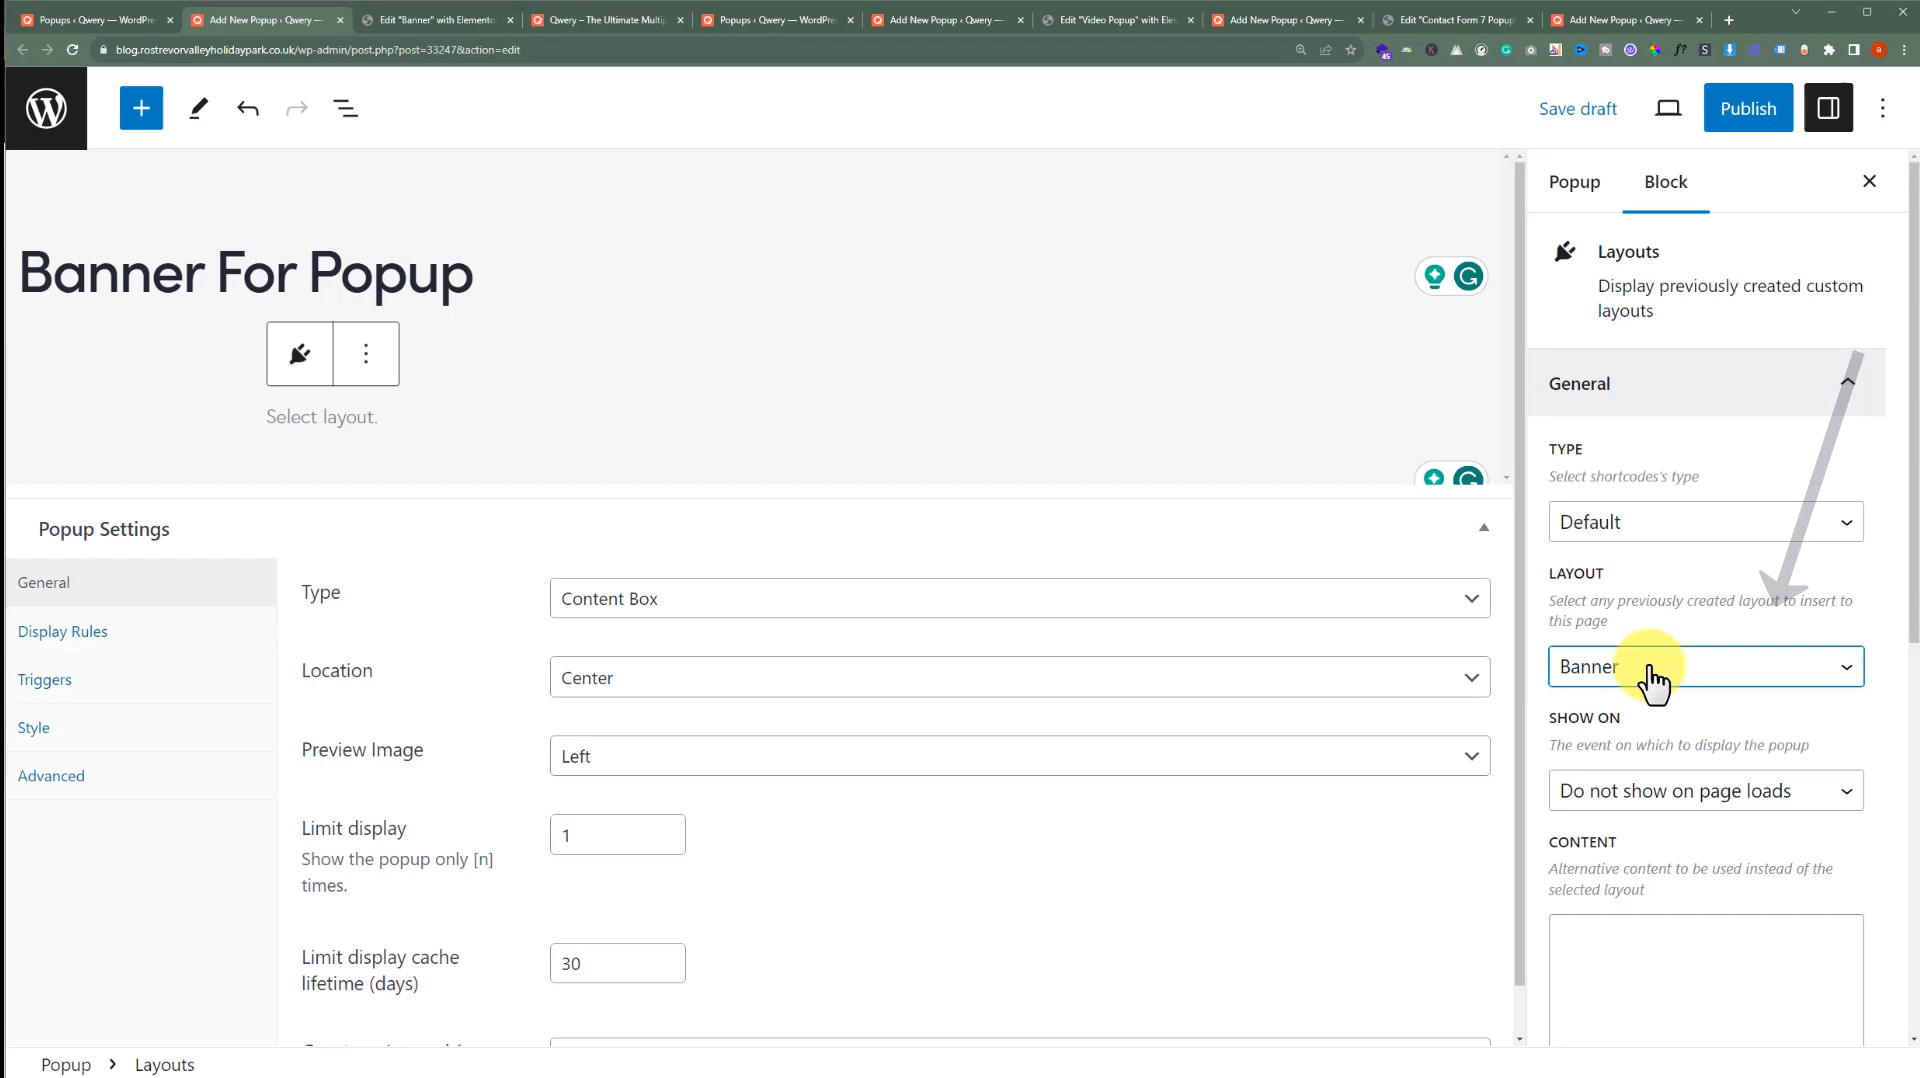 Popups ‹ Qwery — WordPre
Add New Popup ‹ Qwery —
Edit "Banner" with Elemento
Qwery – The Ultimate Multip
Popups ‹ Qwery — WordPre
Add New Popup ‹ Qwery —
Edit "Video Popup" with Ele
Add New Popup ‹ Qwery —
Edit "Contact Form 7 Popup"
Add New Popup ‹ Qwery —
blog.rostrevorvalleyholidaypark.co.uk/wp-admin/post.php?post=33247&action=edit
Save draft
Publish
Popup
Block
Layouts
Display previously created custom
layouts
Banner For Popup
Select layout.
General
TYPE
Select shortcodes's type
Default
LAYOUT
Select any previously created layout to insert to
this page
Banner
SHOW ON
The event on which to display the popup
Do not show on page loads
CONTENT
Alternative content to be used instead of the
selected layout
Popup Settings
General
Display Rules
Triggers
Style
Advanced
Type
Content Box
Location
Center
Preview Image
Left
Limit display
1
Show the popup only [n]
times.
Limit display cache
lifetime (days)
30
Popup
Layouts